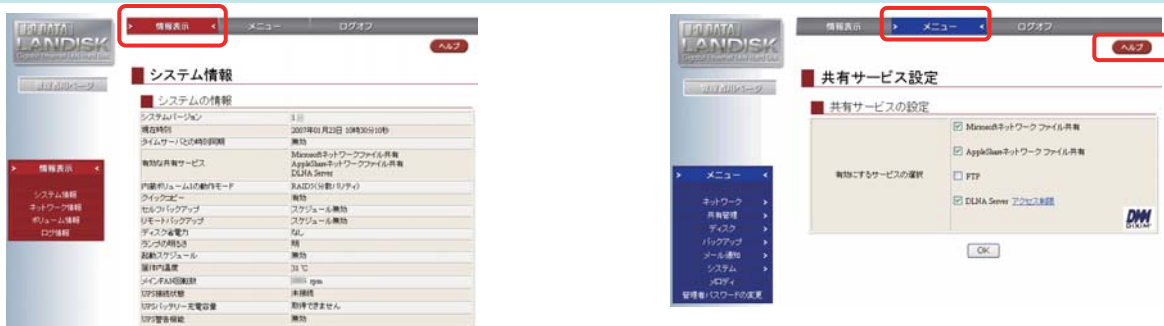 I-O DATA
LANDISK
情報表示
メニュー
ログオフ
ヘルプ
システム情報
システムの情報
システムバージョン 1.
現在時刻 2007年01月23日 10時30分10秒
タイムサーバとの時刻同期 無効
有効な共有サービス
Microsoftネットワークファイル共有
AppleShareネットワークファイル共有
DLNA Server
内蔵ボリューム1の動作モード RAID5(分散パリティ)
クイックコピー 有効
セルフバックアップ スケジュール無効
リモートバックアップ スケジュール無効
ディスク省電力 なし
ランプの明るさ 明
起動スケジュール 無効
筐体内温度 31 ℃
メインFAN回転数 rpm
UPS接続状態 未接続
UPSバッテリー充電容量 取得できません
UPS警告機能 無効
情報表示
システム情報
ネットワーク情報
ボリューム情報
ログ情報
I-O DATA
LANDISK
情報表示
メニュー
ログオフ
ヘルプ
共有サービス設定
共有サービスの設定
有効にするサービスの選択
Microsoftネットワーク ファイル共有
AppleShareネットワーク ファイル共有
FTP
DLNA Server アクセス制限
DiXiM
OK
メニュー
ネットワーク
共有管理
ディスク
バックアップ
メール通知
システム
メロディ
管理者パスワードの変更